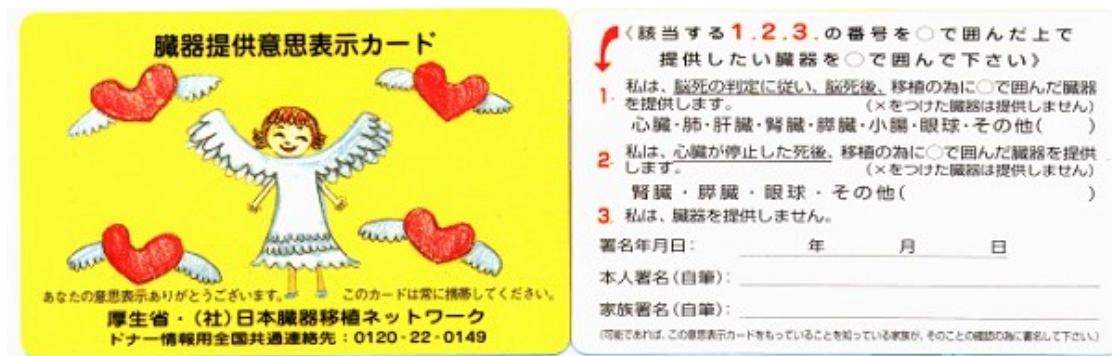 臓器提供意思表示カード
あなたの意思表示ありがとうございます。 このカードは常に携帯してください。
厚生省・(社)日本臓器移植ネットワーク
ドナー情報用全国共通連絡先:0120-22-0149
《該当する1.2.3.の番号を○で囲んだ上で
提供したい臓器を○で囲んで下さい》
1. 私は、脳死の判定に従い、脳死後、移植の為に○で囲んだ臓器
を提供します。 (×をつけた臓器は提供しません)
心臓・肺・肝臓・腎臓・膵臓・小腸・眼球・その他( )
2. 私は、心臓が停止した死後、移植の為に○で囲んだ臓器を提供
します。 (×をつけた臓器は提供しません)
腎臓・膵臓・眼球・その他( )
3. 私は、臓器を提供しません。
署名年月日: 年 月 日
本人署名(自筆):
家族署名(自筆):
(可能であれば、この意思表示カードをもっていることを知っている家族が、そのことの確認の為に署名して下さい。)